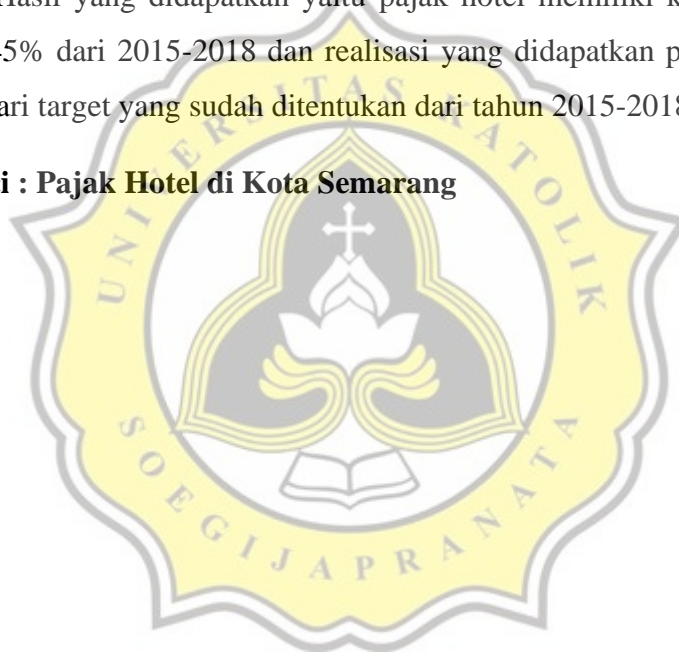 Hasil yang didapatkan yaitu pajak hotel memiliki k
5% dari 2015-2018 dan realisasi yang didapatkan p
ari target yang sudah ditentukan dari tahun 2015-2018
i : Pajak Hotel di Kota Semarang
UNIVERSITAS KATOLIK
SOEGIJAPRANATA